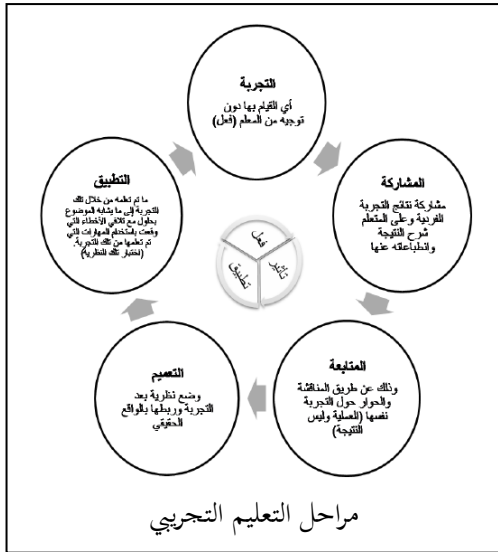 التجربة
أي القيام بها دون
توجيه من المعلم (فعل)
المشاركة
مشاركة نتائج التجربة
الفردية وعلى المتعلم
شرح النتيجة
وانطباعاته عنها
المتابعة
وذلك عن طريق المناقشة
والحوار حول التجربة
نفسها (العملية وليس
النتيجة)
التعميم
وضع نظرية بعد
التجربة وربطها بالواقع
الحقيقي
التطبيق
ما تم تعلمه من خلال تلك
التجربة إلى ما يشابه الموضوع
بحلول مع تلافي الأخطاء التي
وقعت باستخدام المهارات التي
تم تعلمها من تلك التجربة.
(اختبار تلك النظرية)
فعل
تأثير
تطبيق
مراحل التعليم التجريبي